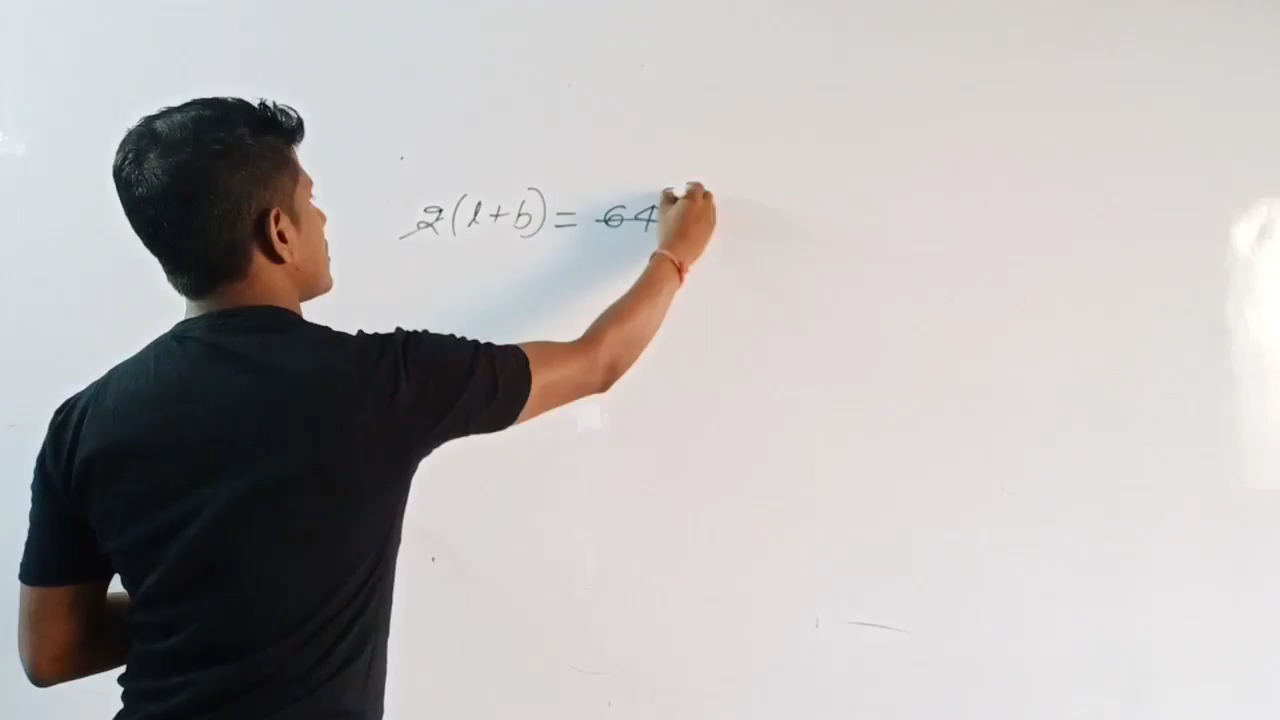 2(l+b) = 64